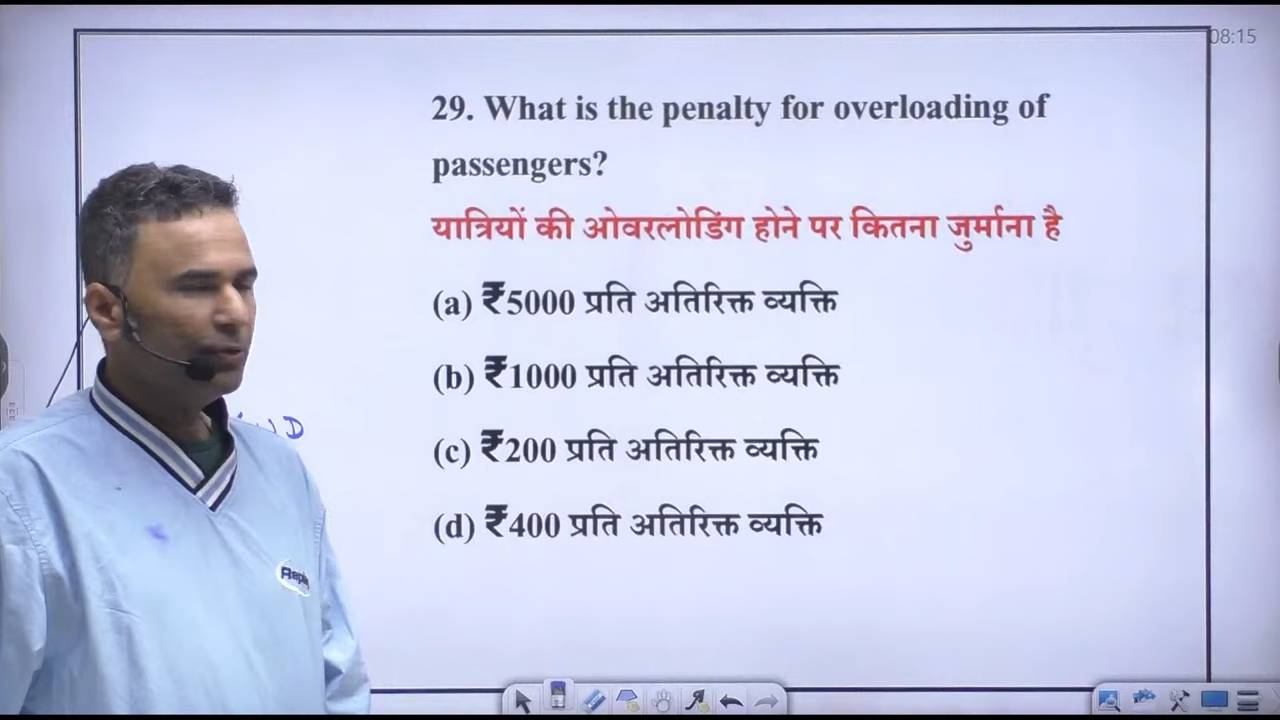 08:15
29. What is the penalty for overloading of
passengers?
यात्रियों की ओवरलोडिंग होने पर कितना जुर्माना है
(a) ₹5000 प्रति अतिरिक्त व्यक्ति
(b) ₹1000 प्रति अतिरिक्त व्यक्ति
(c) ₹200 प्रति अतिरिक्त व्यक्ति
(d) ₹400 प्रति अतिरिक्त व्यक्ति